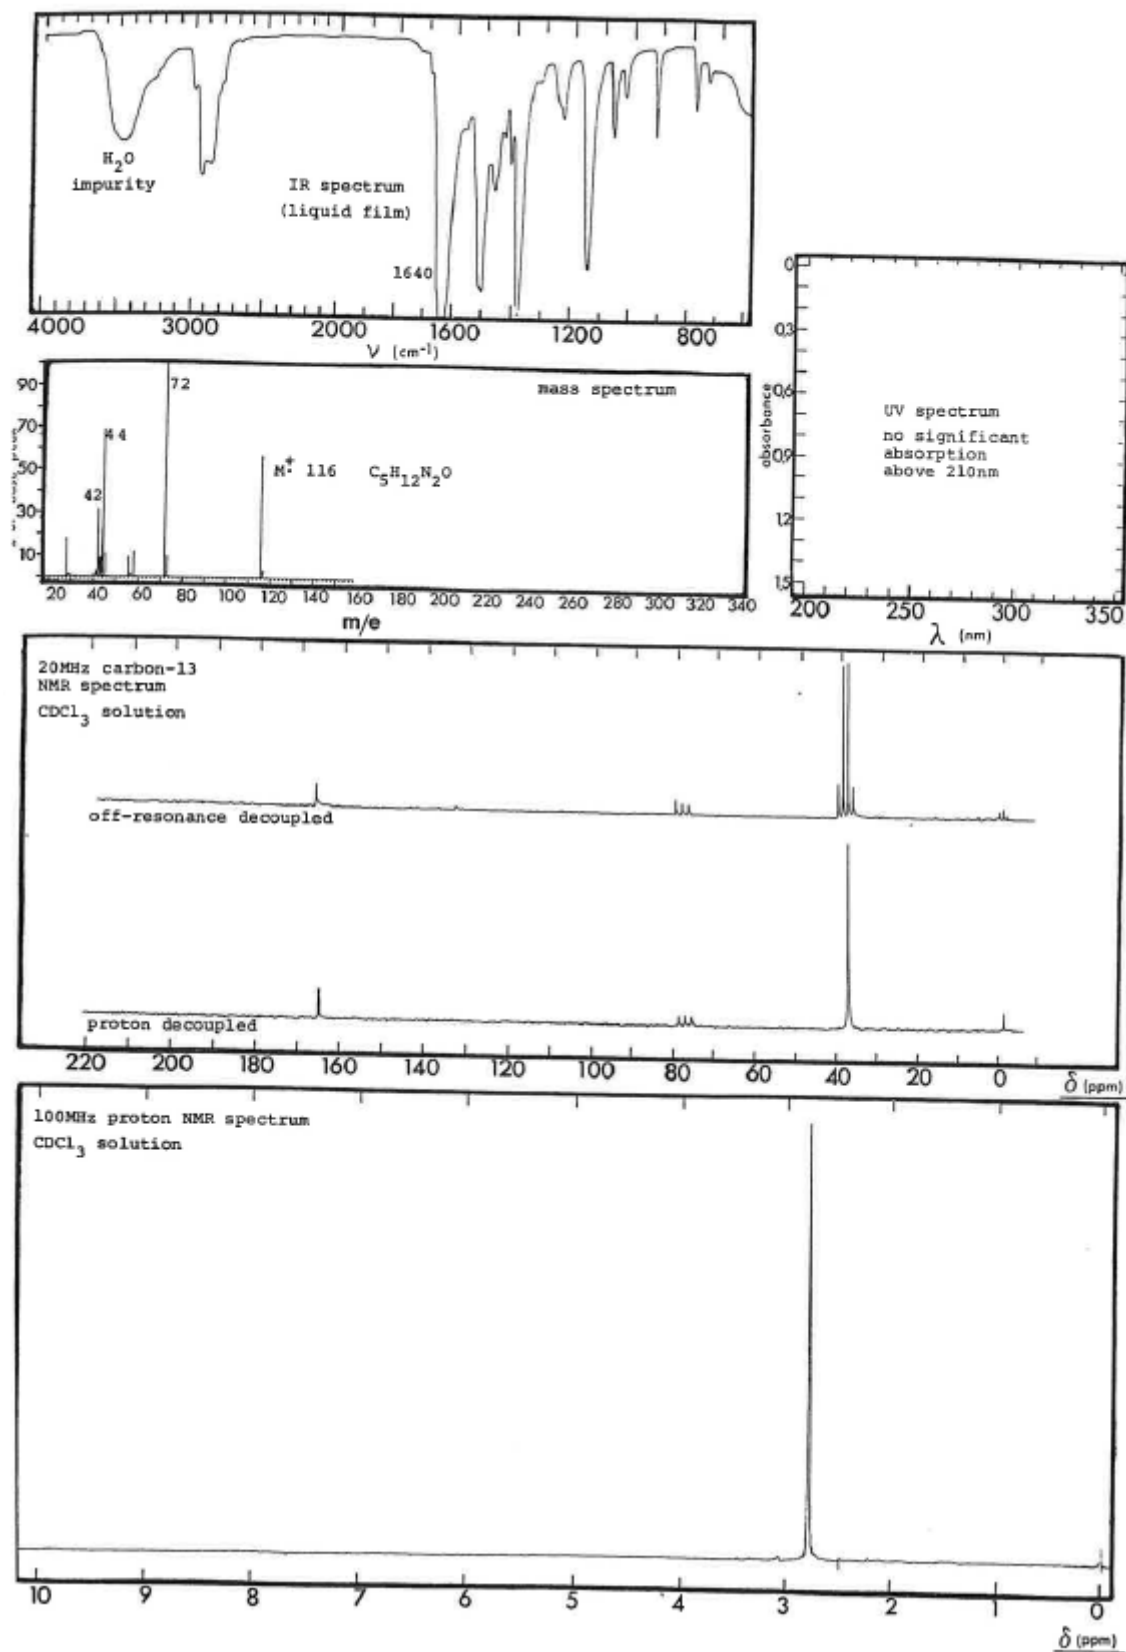 H2O
impurity
IR spectrum
(liquid film)
1640
4000 3000 2000 1600 1200 800
ν (cm-1)
mass spectrum
90
70
50
30
10
72
44
42
M+· 116 C5H12N2O
20 40 60 80 100 120 140 160 180 200 220 240 260 280 300 320 340
m/e
absorbance
0
0,3
0,6
0,9
1,2
1,5
UV spectrum
no significant
absorption
above 210nm
200 250 300 350
λ (nm)
20MHz carbon-13
NMR spectrum
CDCl3 solution
off-resonance decoupled
proton decoupled
220 200 180 160 140 120 100 80 60 40 20 0 δ (ppm)
100MHz proton NMR spectrum
CDCl3 solution
10 9 8 7 6 5 4 3 2 1 0
δ (ppm)